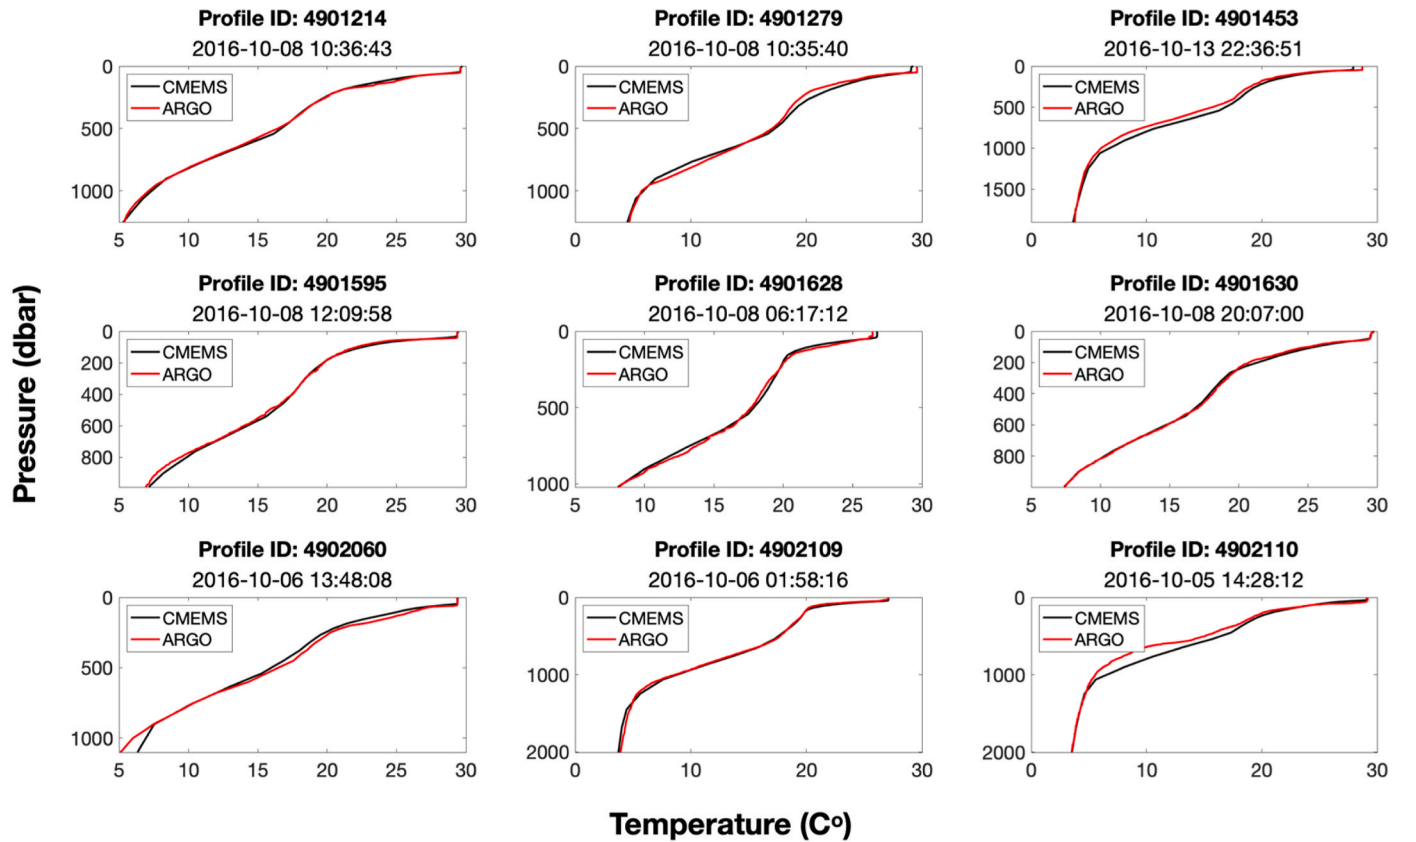 Profile ID: 4901214
2016-10-08 10:36:43
0
500
1000
5 10 15 20 25 30
CMEMS
ARGO
Profile ID: 4901279
2016-10-08 10:35:40
0
500
1000
0 10 20 30
CMEMS
ARGO
Profile ID: 4901453
2016-10-13 22:36:51
0
500
1000
1500
0 10 20 30
CMEMS
ARGO
Profile ID: 4901595
2016-10-08 12:09:58
0
200
400
600
800
5 10 15 20 25 30
CMEMS
ARGO
Profile ID: 4901628
2016-10-08 06:17:12
0
500
1000
5 10 15 20 25 30
CMEMS
ARGO
Profile ID: 4901630
2016-10-08 20:07:00
0
200
400
600
800
5 10 15 20 25 30
CMEMS
ARGO
Profile ID: 4902060
2016-10-06 13:48:08
0
500
1000
5 10 15 20 25 30
CMEMS
ARGO
Profile ID: 4902109
2016-10-06 01:58:16
0
1000
2000
0 10 20 30
CMEMS
ARGO
Profile ID: 4902110
2016-10-05 14:28:12
0
1000
2000
0 10 20 30
CMEMS
ARGO
Pressure (dbar)
Temperature (Cº)